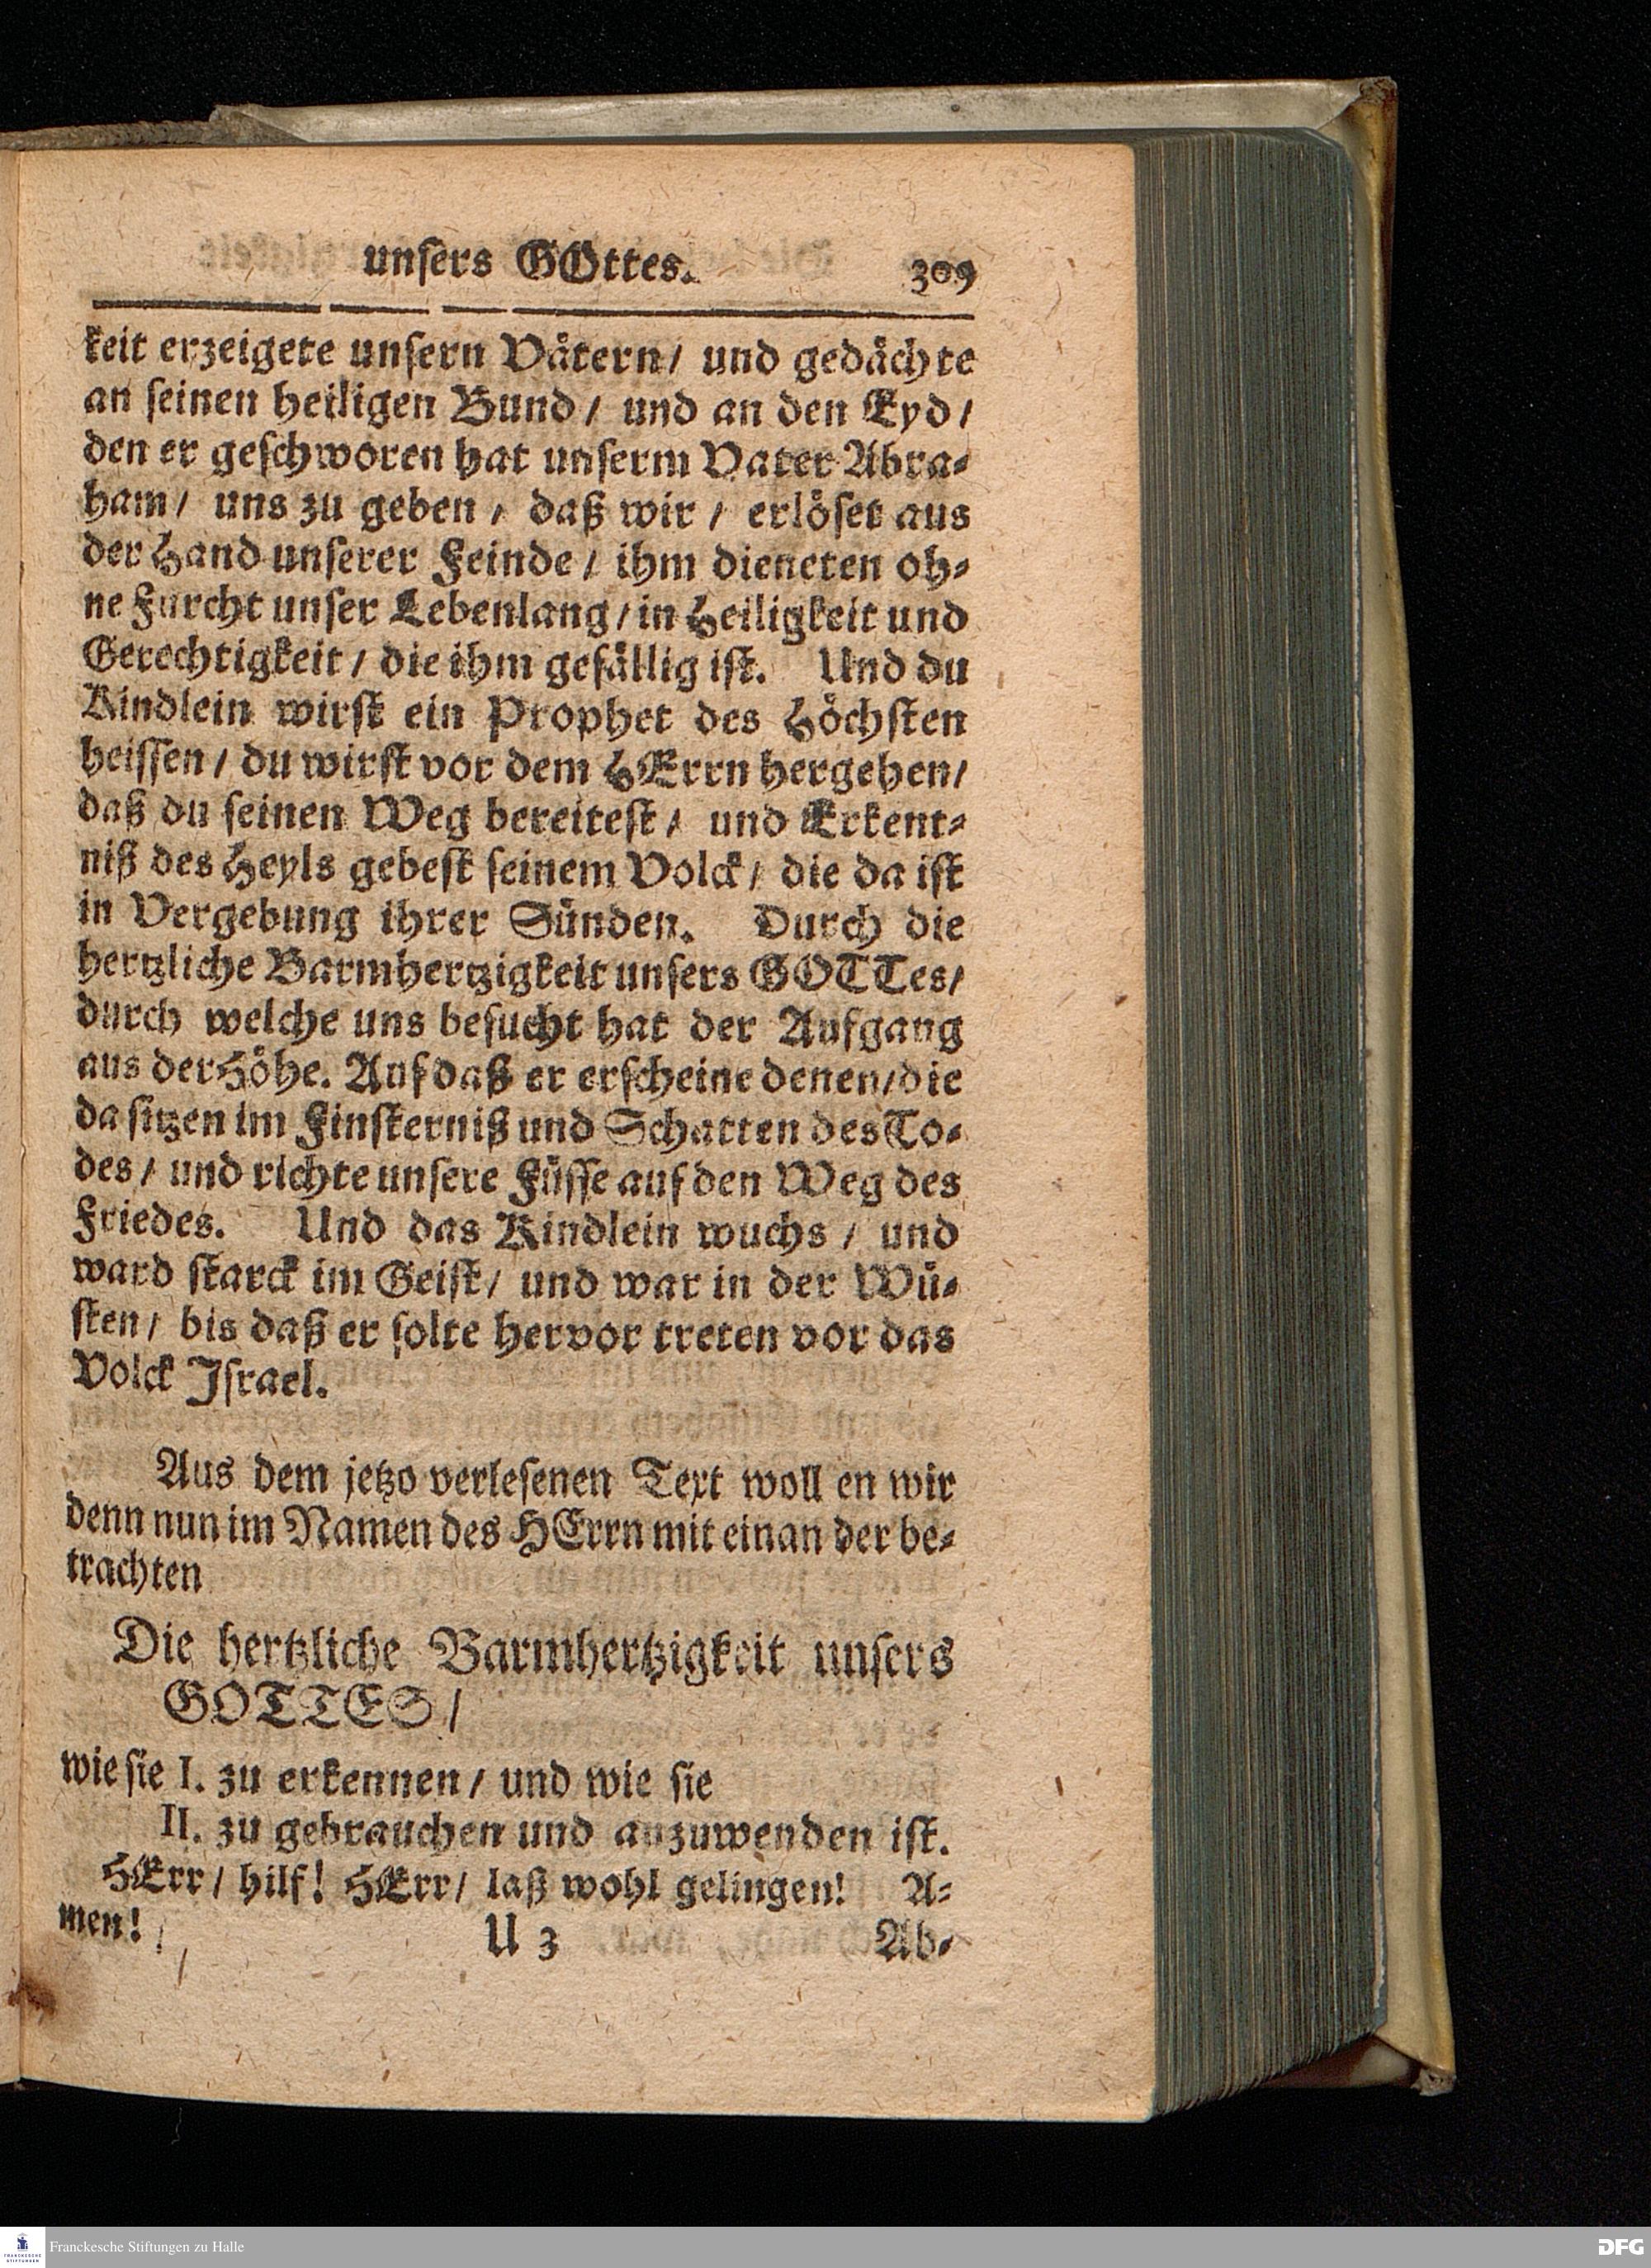 unsers GOttes. 309
keit erzeigete unsern Vätern/ und gedächte
an seinen heiligen Bund/ und an den Eyd/
den er geschworen hat unserm Vater Abra-
ham/ uns zu geben/ daß wir/ erlöset aus
der Hand unserer Feinde/ ihm dieneten oh-
ne Furcht unser Lebenlang/ in Heiligkeit und
Gerechtigkeit/ die ihm gefällig ist. Und du
Kindlein wirst ein Prophet des Höchsten
heissen/ du wirst vor dem HErrn hergehen/
daß du seinen Weg bereitest/ und Erkent-
niß des Heyls gebest seinem Volck/ die da ist
in Vergebung ihrer Sünden. Durch die
hertzliche Barmhertzigkeit unsers GOTTes/
durch welche uns besucht hat der Aufgang
aus der Höhe. Auf daß er erscheine denen/ die
da sitzen im Finsterniß und Schatten des To-
des/ und richte unsere Füsse auf den Weg des
Friedes. Und das Kindlein wuchs/ und
ward starck im Geist/ und war in der Wü-
sten/ bis daß er solte hervor treten vor das
Volck Israel.
Aus dem jetzo verlesenen Text woll en wir
denn nun im Namen des HErrn mit einan der be-
trachten
Die hertzliche Barmhertzigkeit unsers
GOTTES/
wie sie I. zu erkennen/ und wie sie
II. zu gebrauchen und anzuwenden ist.
HErr/ hilf! HErr/ laß wohl gelingen! A-
men! U 3 Ab-
FRANCKESCHE STIFTUNGEN Franckesche Stiftungen zu Halle DFG